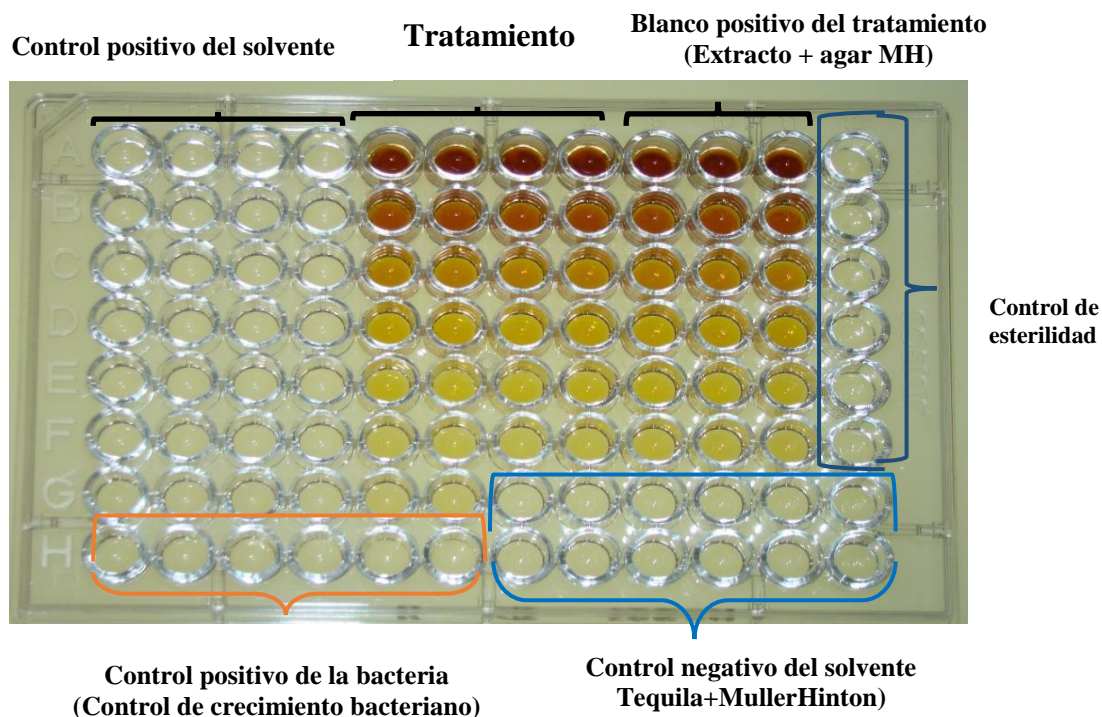 Control positivo del solvente
Tratamiento
Blanco positivo del tratamiento
(Extracto + agar MH)
A
B
C
D
E
F
G
H
Control de
esterilidad
Control positivo de la bacteria
(Control de crecimiento bacteriano)
Control negativo del solvente
Tequila+MullerHinton)